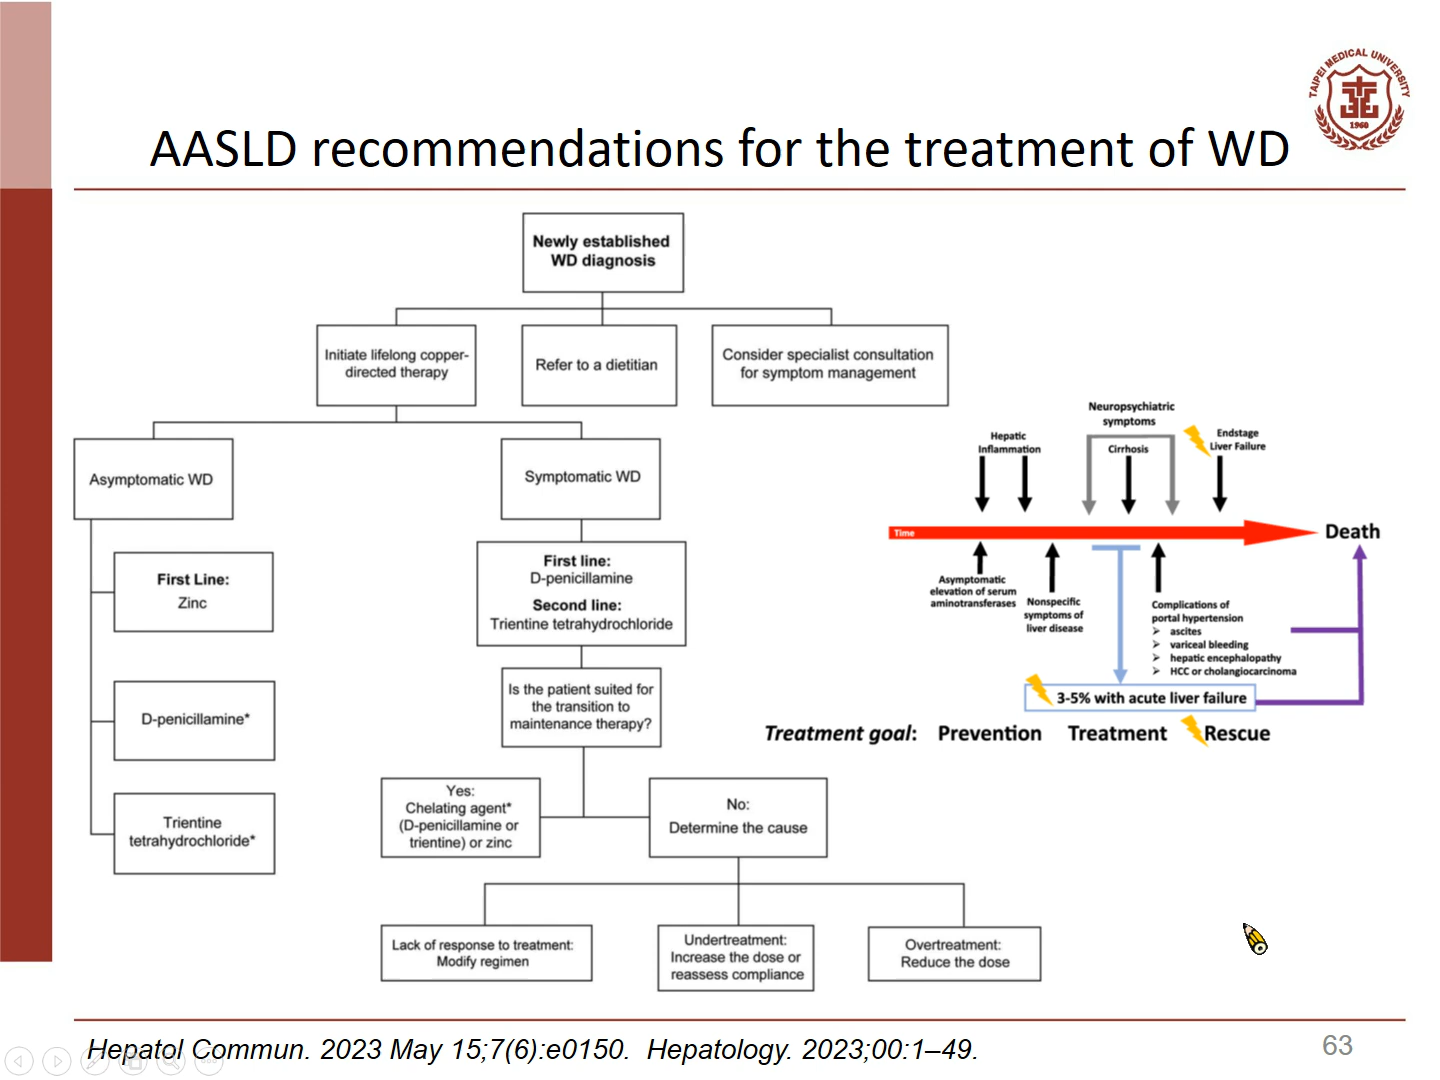 TAIPEI MEDICAL UNIVERSITY
1960
AASLD recommendations for the treatment of WD
Newly established
WD diagnosis
Initiate lifelong copper-
directed therapy
Refer to a dietitian
Consider specialist consultation
for symptom management
Asymptomatic WD
Symptomatic WD
First Line:
Zinc
D-penicillamine*
Trientine
tetrahydrochloride*
First line:
D-penicillamine
Second line:
Trientine tetrahydrochloride
Is the patient suited for
the transition to
maintenance therapy?
Yes:
Chelating agent*
(D-penicillamine or
trientine) or zinc
No:
Determine the cause
Lack of response to treatment:
Modify regimen
Undertreatment:
Increase the dose or
reassess compliance
Overtreatment:
Reduce the dose
Hepatic
Inflammation
Neuropsychiatric
symptoms
Cirrhosis
Endstage
Liver Failure
Time
Death
Asymptomatic
elevation of serum
aminotransferases
Nonspecific
symptoms of
liver disease
Complications of
portal hypertension
➢ ascites
➢ variceal bleeding
➢ hepatic encephalopathy
➢ HCC or cholangiocarcinoma
3-5% with acute liver failure
Treatment goal: Prevention Treatment Rescue
Hepatol Commun. 2023 May 15;7(6):e0150. Hepatology. 2023;00:1–49.
63